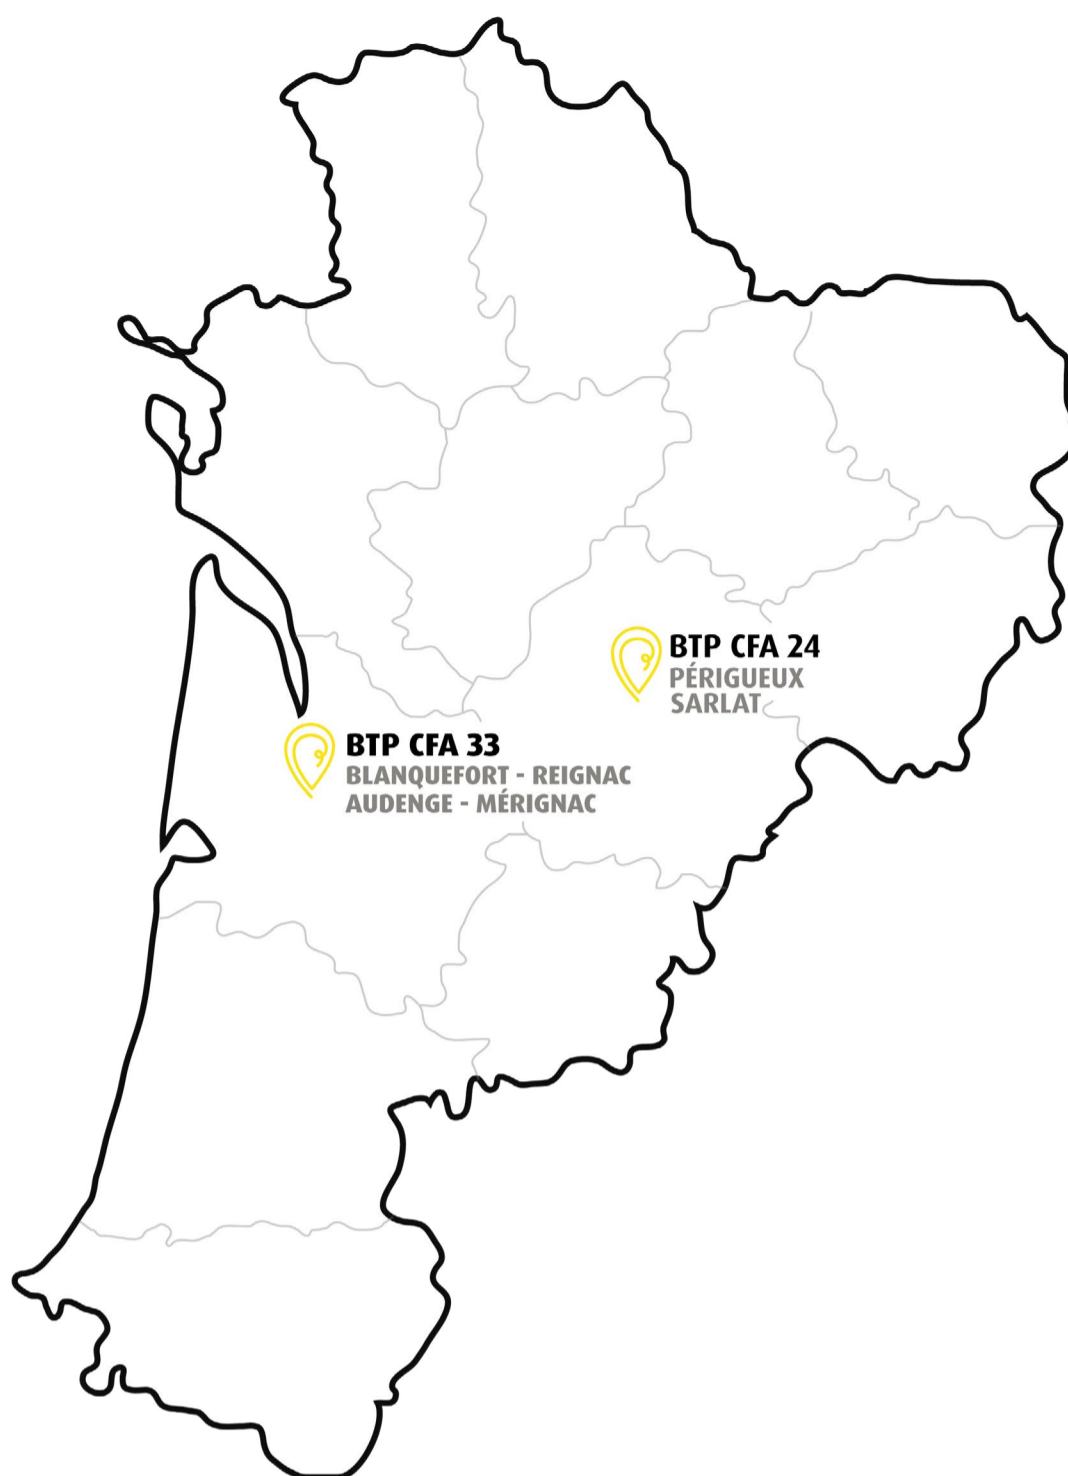 BTP CFA 24
PÉRIGUEUX
SARLAT
BTP CFA 33
BLANQUEFORT - REIGNAC
AUDENGE - MÉRIGNAC